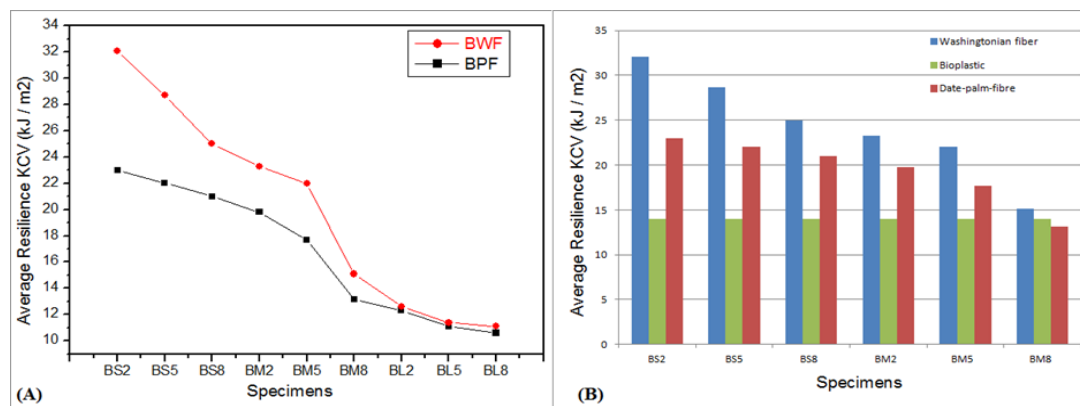 34
32
30
28
26
24
22
20
18
16
14
12
10
Average Resilience KCV (kJ / m2)
BWF
BPF
BS2 BS5 BS8 BM2 BM5 BM8 BL2 BL5 BL8
Specimens
(A)
35
30
25
20
15
10
5
0
Average Resilience KCV (kJ / m2)
Washingtonian fiber
Bioplastic
Date-palm-fibre
BS2 BS5 BS8 BM2 BM5 BM8
Specimens
(B)